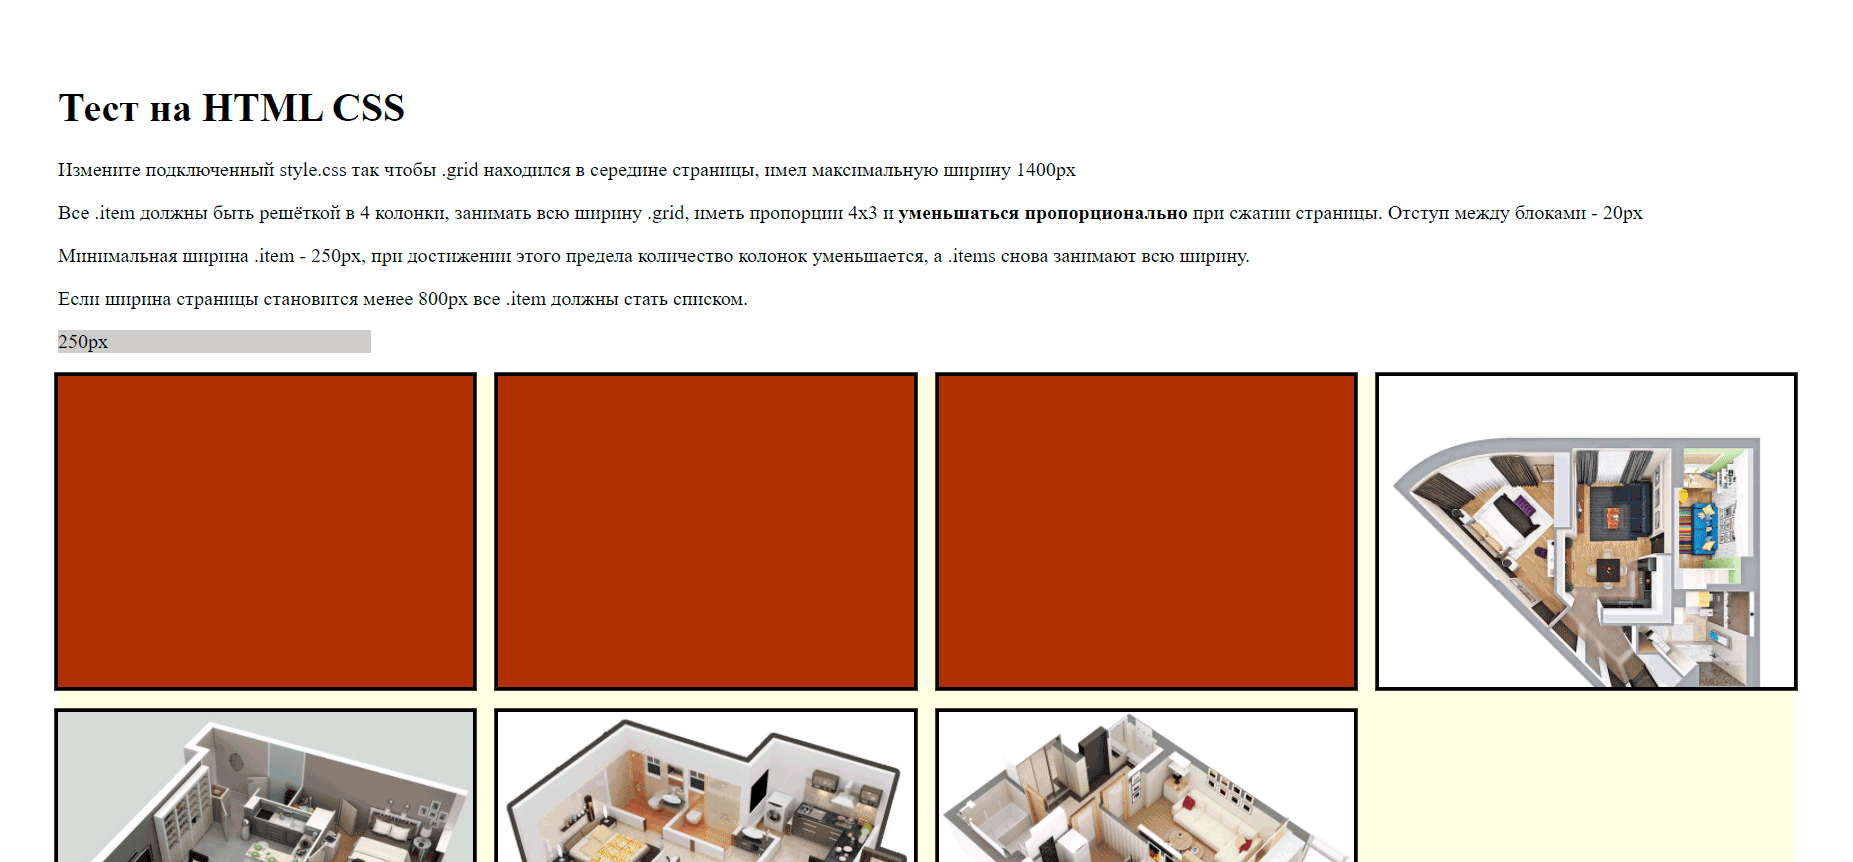 Тест на HTML CSS
Измените подключенный style.css так чтобы .grid находился в середине страницы, имел максимальную ширину 1400px
Все .item должны быть решёткой в 4 колонки, занимать всю ширину .grid, иметь пропорции 4x3 и уменьшаться пропорционально при сжатии страницы. Отступ между блоками - 20px
Минимальная ширина .item - 250px, при достижении этого предела количество колонок уменьшается, а .items снова занимают всю ширину.
Если ширина страницы становится менее 800px все .item должны стать списком.
250px